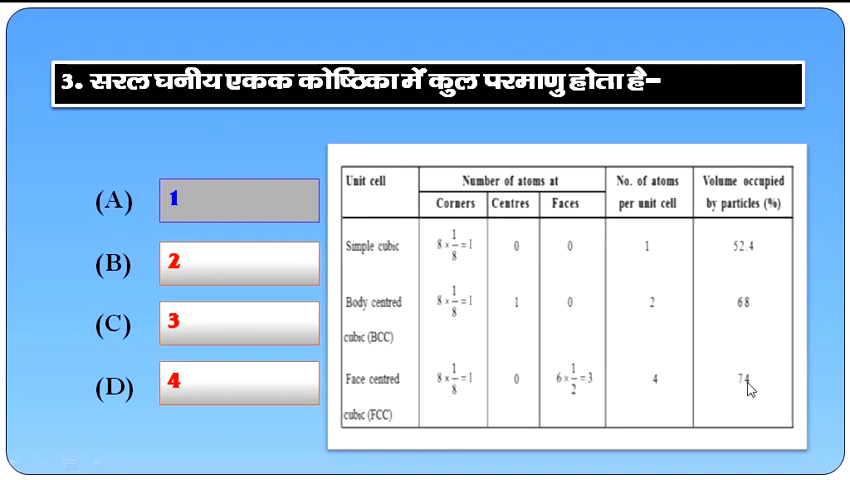 3. सरल घनीय एकक कोष्ठिका में कुल परमाणु होता है-
(A) 1
(B) 2
(C) 3
(D) 4
Unit cell Number of atoms at No. of atoms per unit cell Volume occupied by particles (%)
Corners Centres Faces
Simple cubic 8 × 1/8 = 1 0 0 1 52.4
Body centred cubic (BCC) 8 × 1/8 = 1 1 0 2 68
Face centred cubic (FCC) 8 × 1/8 = 1 0 6 × 1/2 = 3 4 74